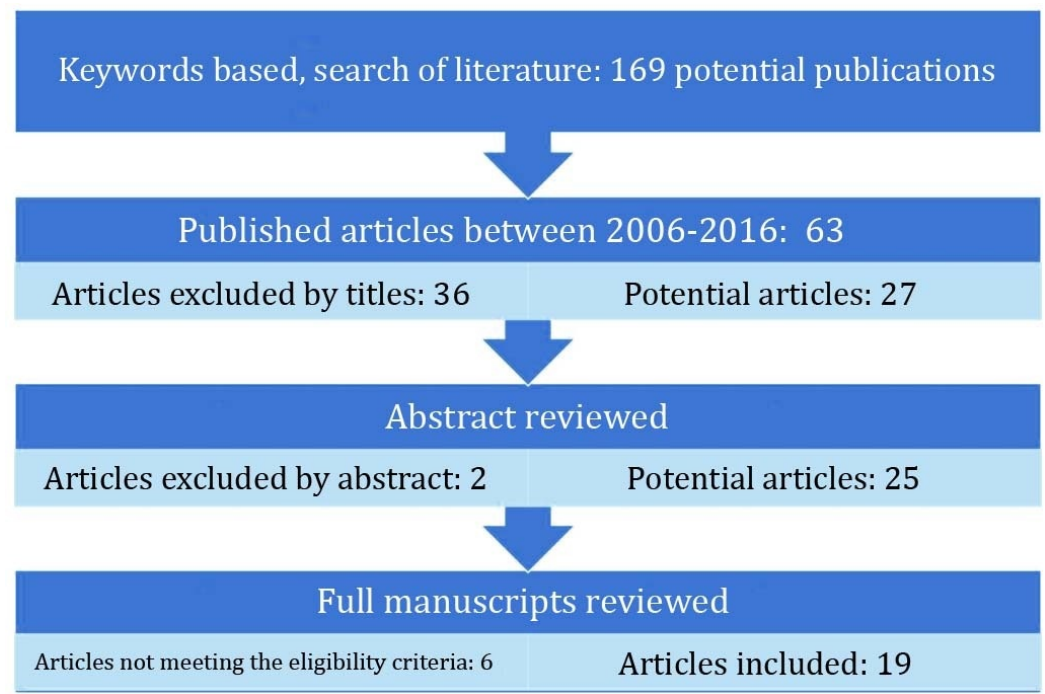 Keywords based, search of literature: 169 potential publications
Published articles between 2006-2016: 63
Articles excluded by titles: 36
Potential articles: 27
Abstract reviewed
Articles excluded by abstract: 2
Potential articles: 25
Full manuscripts reviewed
Articles not meeting the eligibility criteria: 6
Articles included: 19